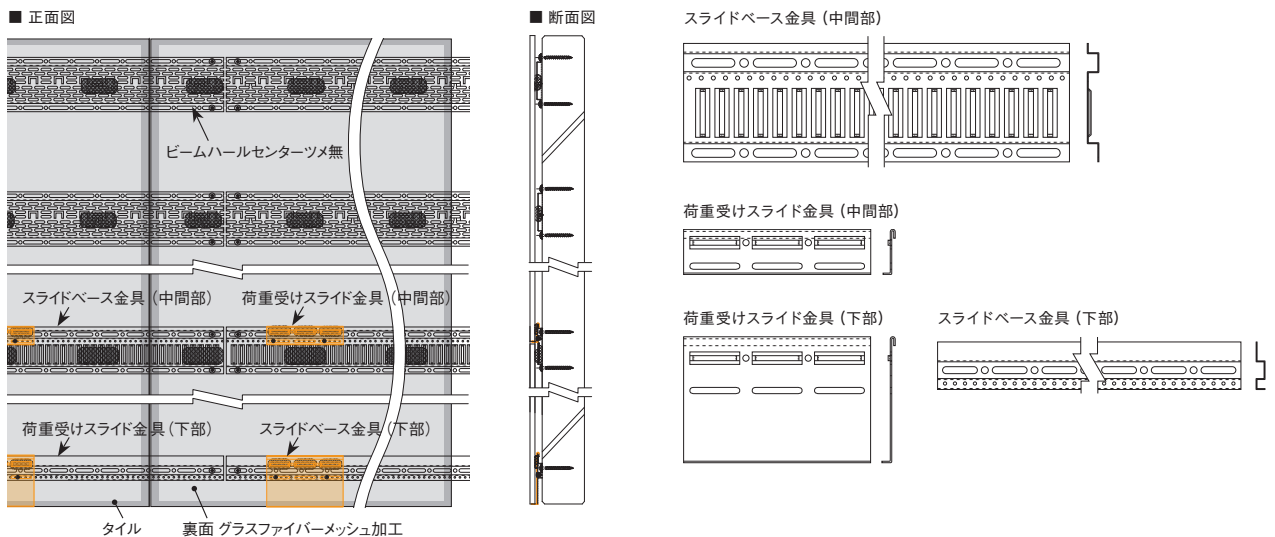 ■ 正面図
ビームハールセンターツメ無
スライドベース金具 (中間部)
荷重受けスライド金具 (中間部)
荷重受けスライド金具 (下部)
スライドベース金具 (下部)
タイル
裏面 グラスファイバーメッシュ加工
■ 断面図
スライドベース金具 (中間部)
荷重受けスライド金具 (中間部)
荷重受けスライド金具 (下部)
スライドベース金具 (下部)